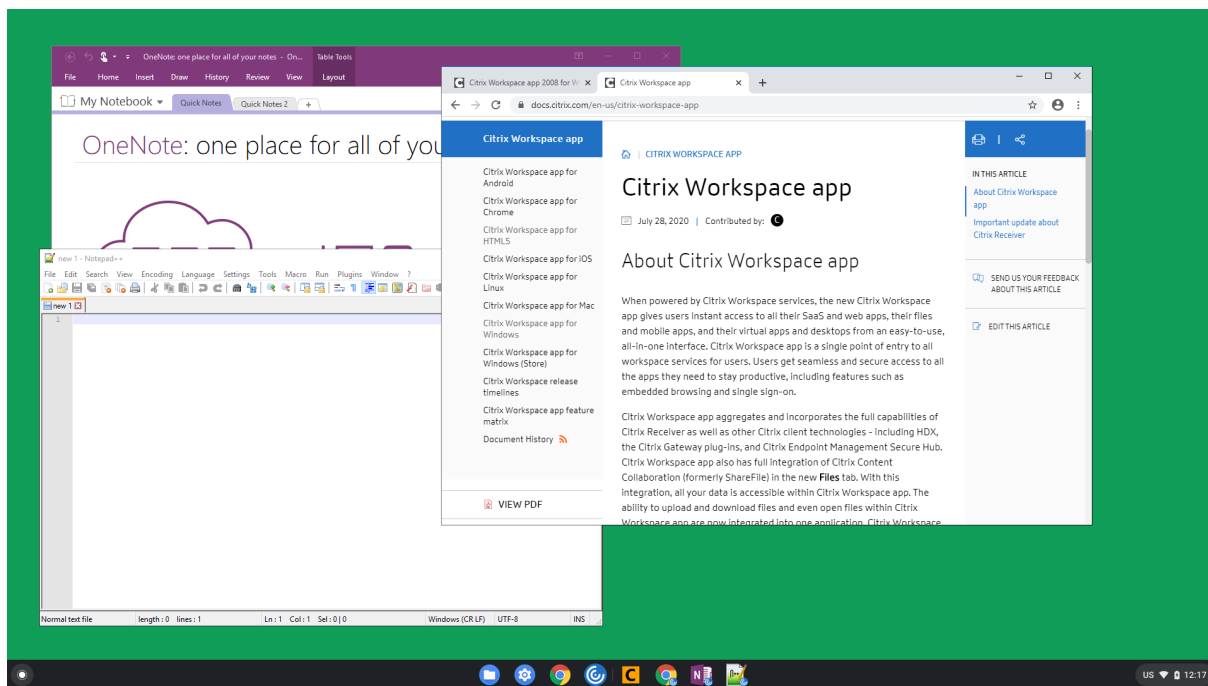 OneNote: one place for all of your notes - On...
Table Tools
File Home Insert Draw History Review View Layout
My Notebook
Quick Notes
Quick Notes 2
+
OneNote: one place for all of you
new 1 - Notepad++
File Edit Search View Encoding Language Settings Tools Macro Run Plugins Window ?
new 1
1
Normal text file
length : 0 lines : 1
Ln : 1 Col : 1 Sel : 0 | 0
Windows (CR LF)
UTF-8
INS
Citrix Workspace app 2008 for W
Citrix Workspace app
docs.citrix.com/en-us/citrix-workspace-app
Citrix Workspace app
Citrix Workspace app for
Android
Citrix Workspace app for
Chrome
Citrix Workspace app for
HTML5
Citrix Workspace app for iOS
Citrix Workspace app for
Linux
Citrix Workspace app for Mac
Citrix Workspace app for
Windows
Citrix Workspace app for
Windows (Store)
Citrix Workspace release
timelines
Citrix Workspace app feature
matrix
Document History
VIEW PDF
| CITRIX WORKSPACE APP
Citrix Workspace app
July 28, 2020 | Contributed by: C
About Citrix Workspace app
When powered by Citrix Workspace services, the new Citrix Workspace
app gives users instant access to all their SaaS and web apps, their files
and mobile apps, and their virtual apps and desktops from an easy-to-use,
all-in-one interface. Citrix Workspace app is a single point of entry to all
workspace services for users. Users get seamless and secure access to all
the apps they need to stay productive, including features such as
embedded browsing and single sign-on.
Citrix Workspace app aggregates and incorporates the full capabilities of
Citrix Receiver as well as other Citrix client technologies - including HDX,
the Citrix Gateway plug-ins, and Citrix Endpoint Management Secure Hub.
Citrix Workspace app also has full integration of Citrix Content
Collaboration (formerly ShareFile) in the new Files tab. With this
integration, all your data is accessible within Citrix Workspace app. The
ability to upload and download files and even open files within Citrix
Workspace app are now integrated into one application. Citrix Workspace
IN THIS ARTICLE
About Citrix Workspace
app
Important update about
Citrix Receiver
SEND US YOUR FEEDBACK
ABOUT THIS ARTICLE
EDIT THIS ARTICLE
US 12:17